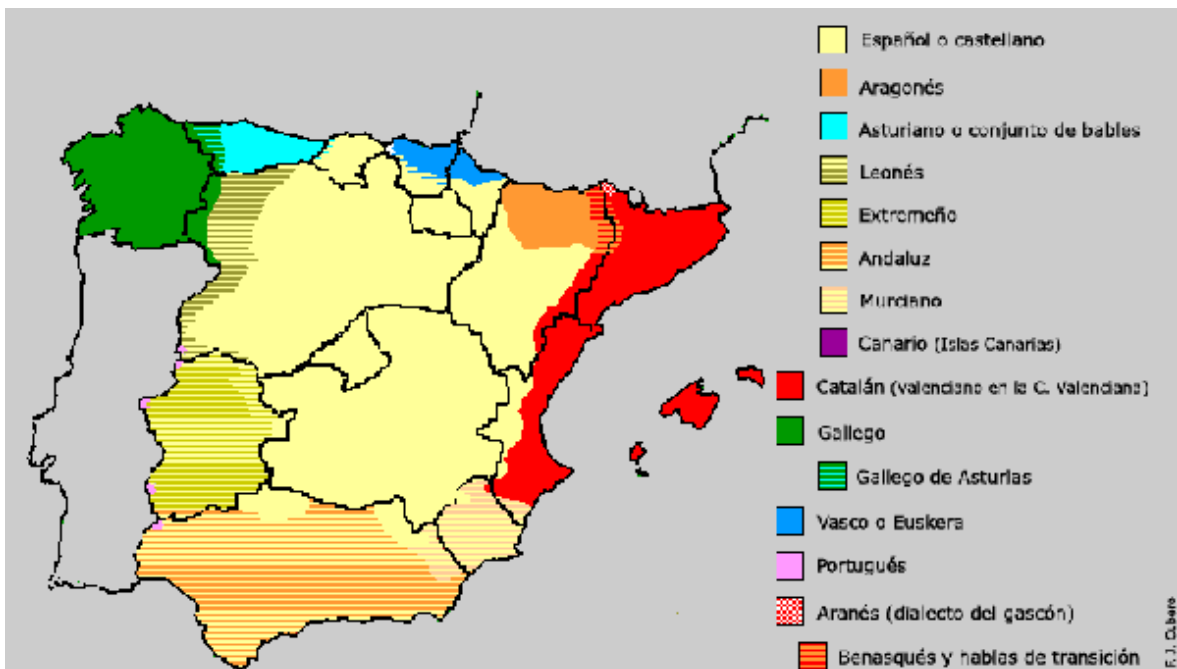 Español o castellano
Aragonés
Asturiano o conjunto de bables
Leonés
Extremeño
Andaluz
Murciano
Canario (Islas Canarias)
Catalán (Valenciano en la C. Valenciana)
Gallego
Gallego de Asturias
Vasco o Euskera
Portugués
Aranés (dialecto del gascón)
Benasqués y hablas de transición
F. J. Cubero